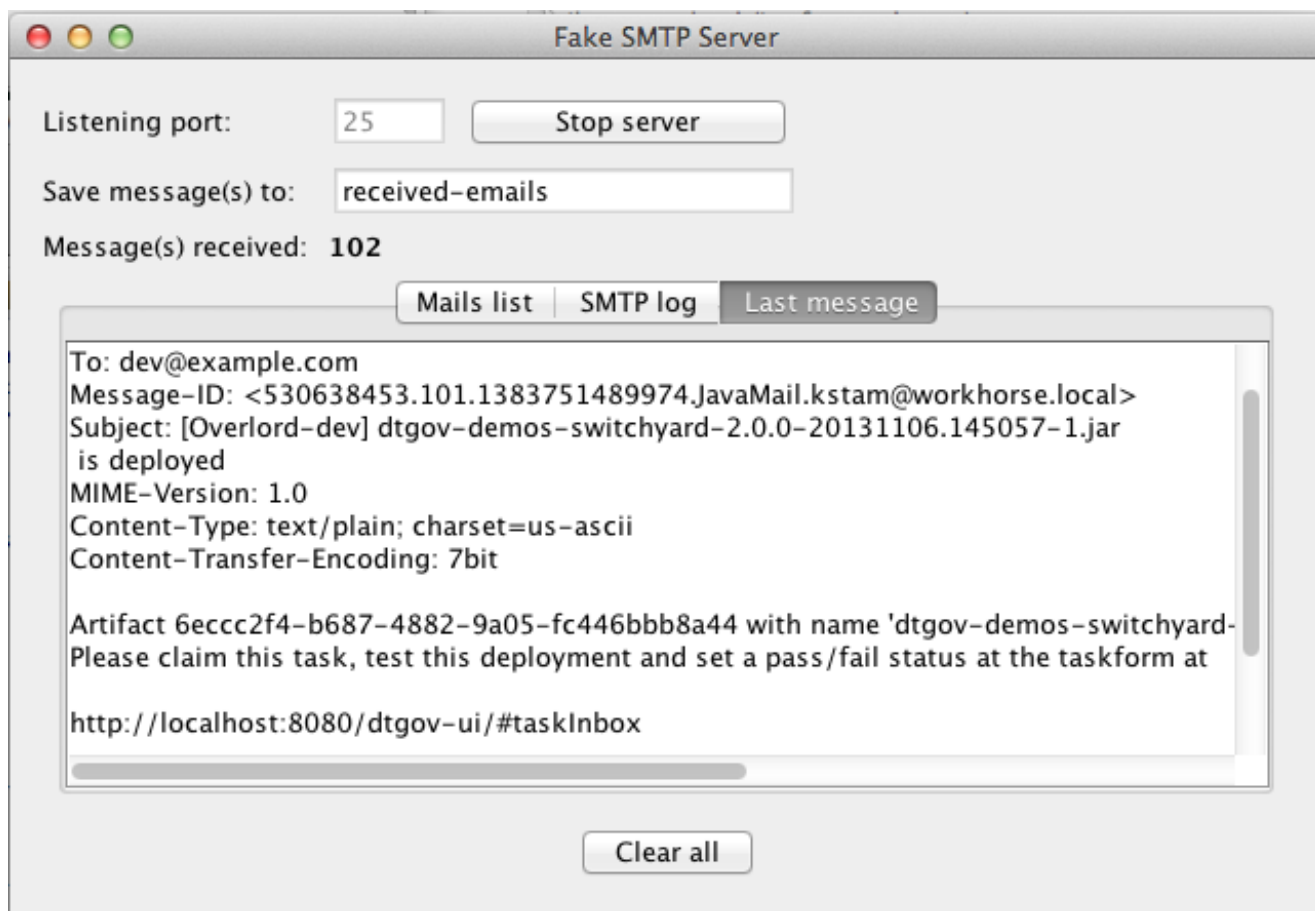 Fake SMTP Server
Listening port: 25 Stop server
Save message(s) to: received-emails
Message(s) received: 102
Mails list SMTP log Last message
To: dev@example.com
Message-ID: <530638453.101.1383751489974.JavaMail.kstam@workhorse.local>
Subject: [Overlord-dev] dtgov-demos-switchyard-2.0.0-20131106.145057-1.jar
is deployed
MIME-Version: 1.0
Content-Type: text/plain; charset=us-ascii
Content-Transfer-Encoding: 7bit
Artifact 6eccc2f4-b687-4882-9a05-fc446bbb8a44 with name 'dtgov-demos-switchyard-
Please claim this task, test this deployment and set a pass/fail status at the taskform at
http://localhost:8080/dtgov-ui/#taskInbox
Clear all